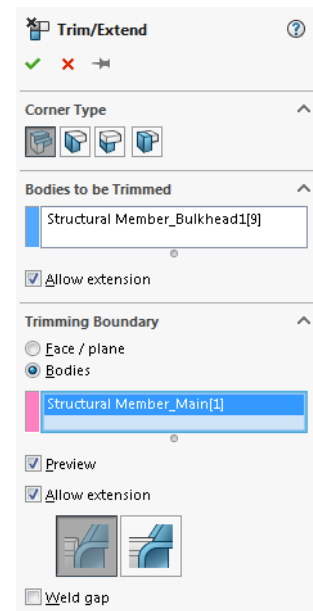 Trim/Extend
?
Corner Type
Bodies to be Trimmed
Structural Member_Bulkhead1[9]
Allow extension
Trimming Boundary
Face / plane
Bodies
Structural Member_Main[1]
Preview
Allow extension
Weld gap